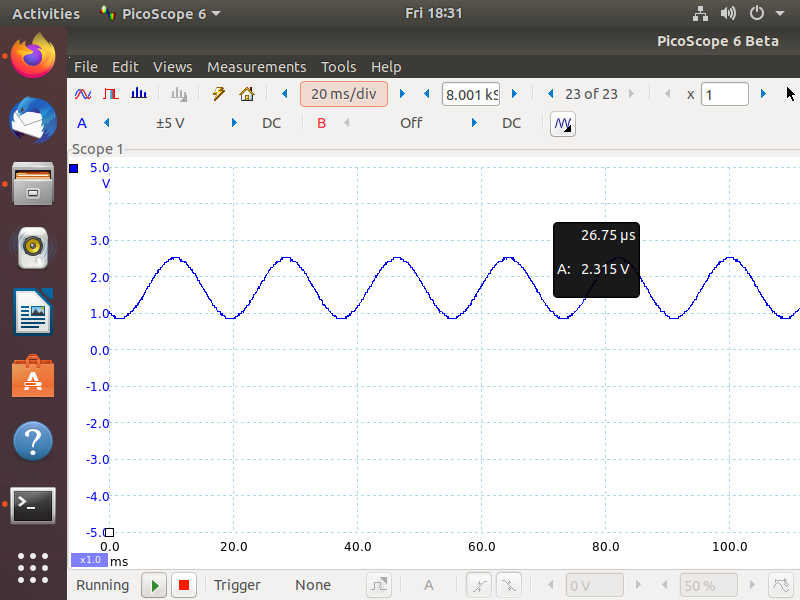 Activities PicoScope 6 Fri 18:31
PicoScope 6 Beta
File Edit Views Measurements Tools Help
20 ms/div 8.001 kS 23 of 23 x 1
A ±5 V DC B Off DC
Scope 1
5.0
V
26.75 µs
3.0
A: 2.315 V
2.0
1.0
0.0
-1.0
-2.0
-3.0
-4.0
-5.0
0.0 20.0 40.0 60.0 80.0 100.0
x1.0 ms
Running Trigger None A 0 V 50 %